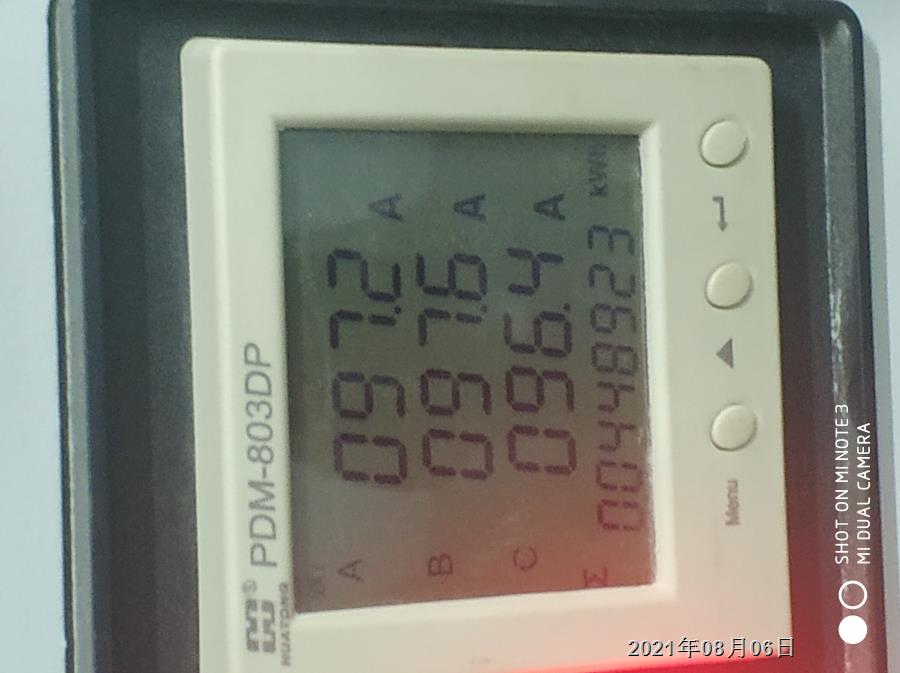 HUATONG ® PDM-803DP
A 097.2 A
B 097.6 A
C 096.4 A
Σ 00448923 kWh
Menu
SHOT ON MI NOTE 3
MI DUAL CAMERA
2021年08月06日